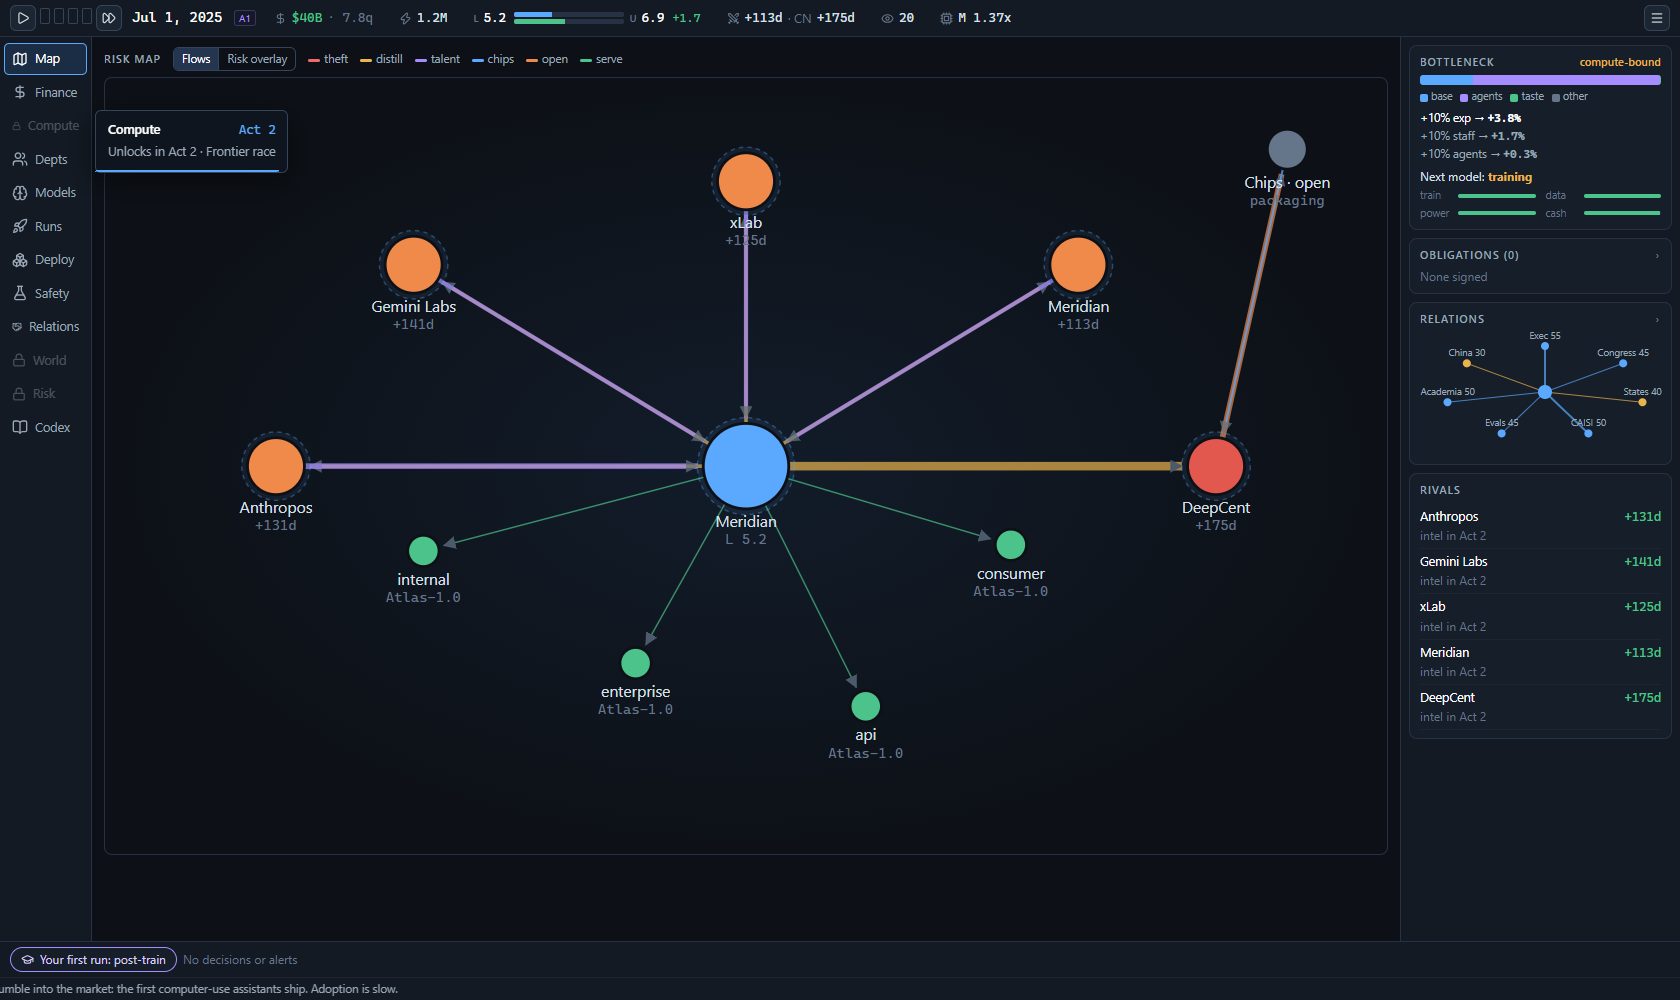 Jul 1, 2025 A1 $40B · 7.8q 1.2M L 5.2 U 6.9 +1.7 +113d · CN +175d 20 M 1.37x
Map
Finance
Compute
Depts
Models
Runs
Deploy
Safety
Relations
World
Risk
Codex
RISK MAP Flows Risk overlay theft distill talent chips open serve
Compute Act 2
Unlocks in Act 2 · Frontier race
xLab
+125d
Chips · open
packaging
Gemini Labs
+141d
Meridian
+113d
Anthropos
+131d
Meridian
L 5.2
DeepCent
+175d
internal
Atlas-1.0
consumer
Atlas-1.0
enterprise
Atlas-1.0
api
Atlas-1.0
BOTTLENECK compute-bound
base agents taste other
+10% exp → +3.8%
+10% staff → +1.7%
+10% agents → +0.3%
Next model: training
train data
power cash
OBLIGATIONS (0) ›
None signed
RELATIONS ›
Exec 55
China 30 Congress 45
Academia 50 States 40
Evals 45 CAISI 50
RIVALS
Anthropos +131d
intel in Act 2
Gemini Labs +141d
intel in Act 2
xLab +125d
intel in Act 2
Meridian +113d
intel in Act 2
DeepCent +175d
intel in Act 2
Your first run: post-train No decisions or alerts
umble into the market: the first computer-use assistants ship. Adoption is slow.